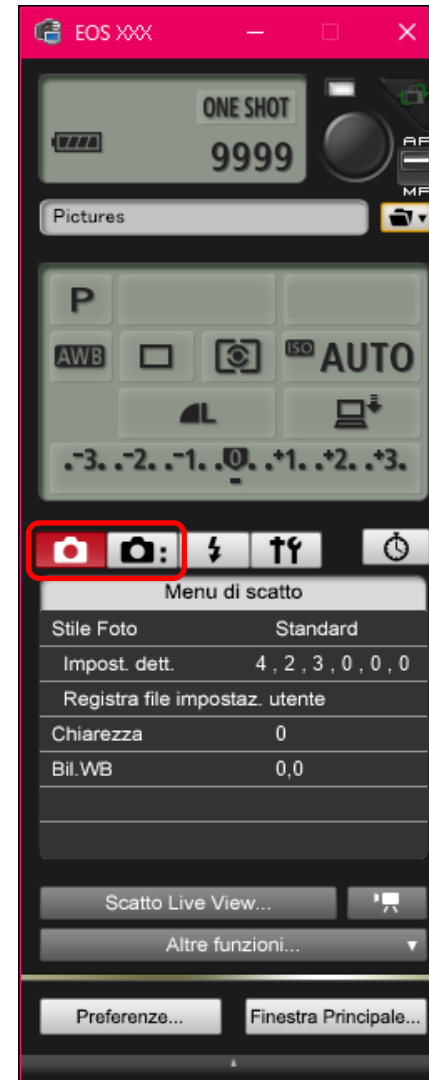 EOS XXX
ONE SHOT
9999
AF
MF
Pictures
P
AWB
ISO AUTO
L
.-3. .-2. .-1. .0. .+1. .+2. .+3.
Menu di scatto
Stile Foto Standard
Impost. dett. 4 , 2 , 3 , 0 , 0 , 0
Registra file impostaz. utente
Chiarezza 0
Bil.WB 0,0
Scatto Live View...
Altre funzioni...
Preferenze... Finestra Principale...